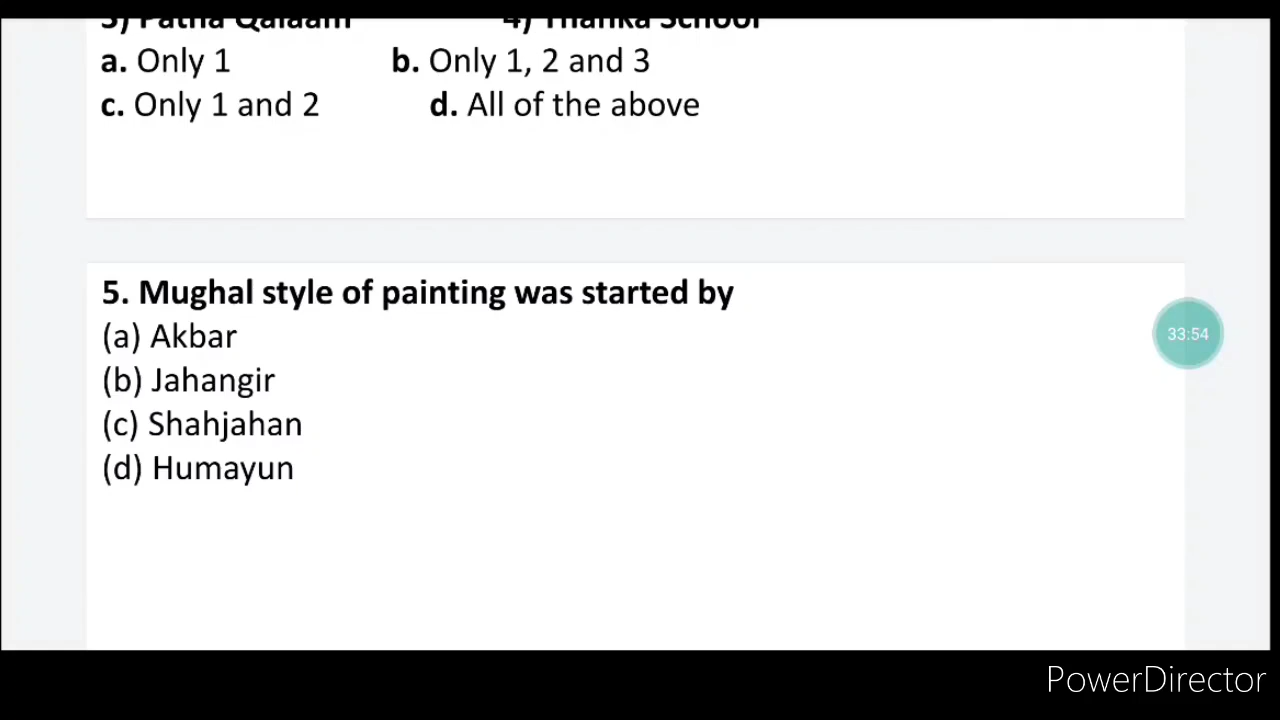 3) Patna Qalaam 4) Thanka School
a. Only 1 b. Only 1, 2 and 3
c. Only 1 and 2 d. All of the above
5. Mughal style of painting was started by
(a) Akbar
33:54
(b) Jahangir
(c) Shahjahan
(d) Humayun
PowerDirector